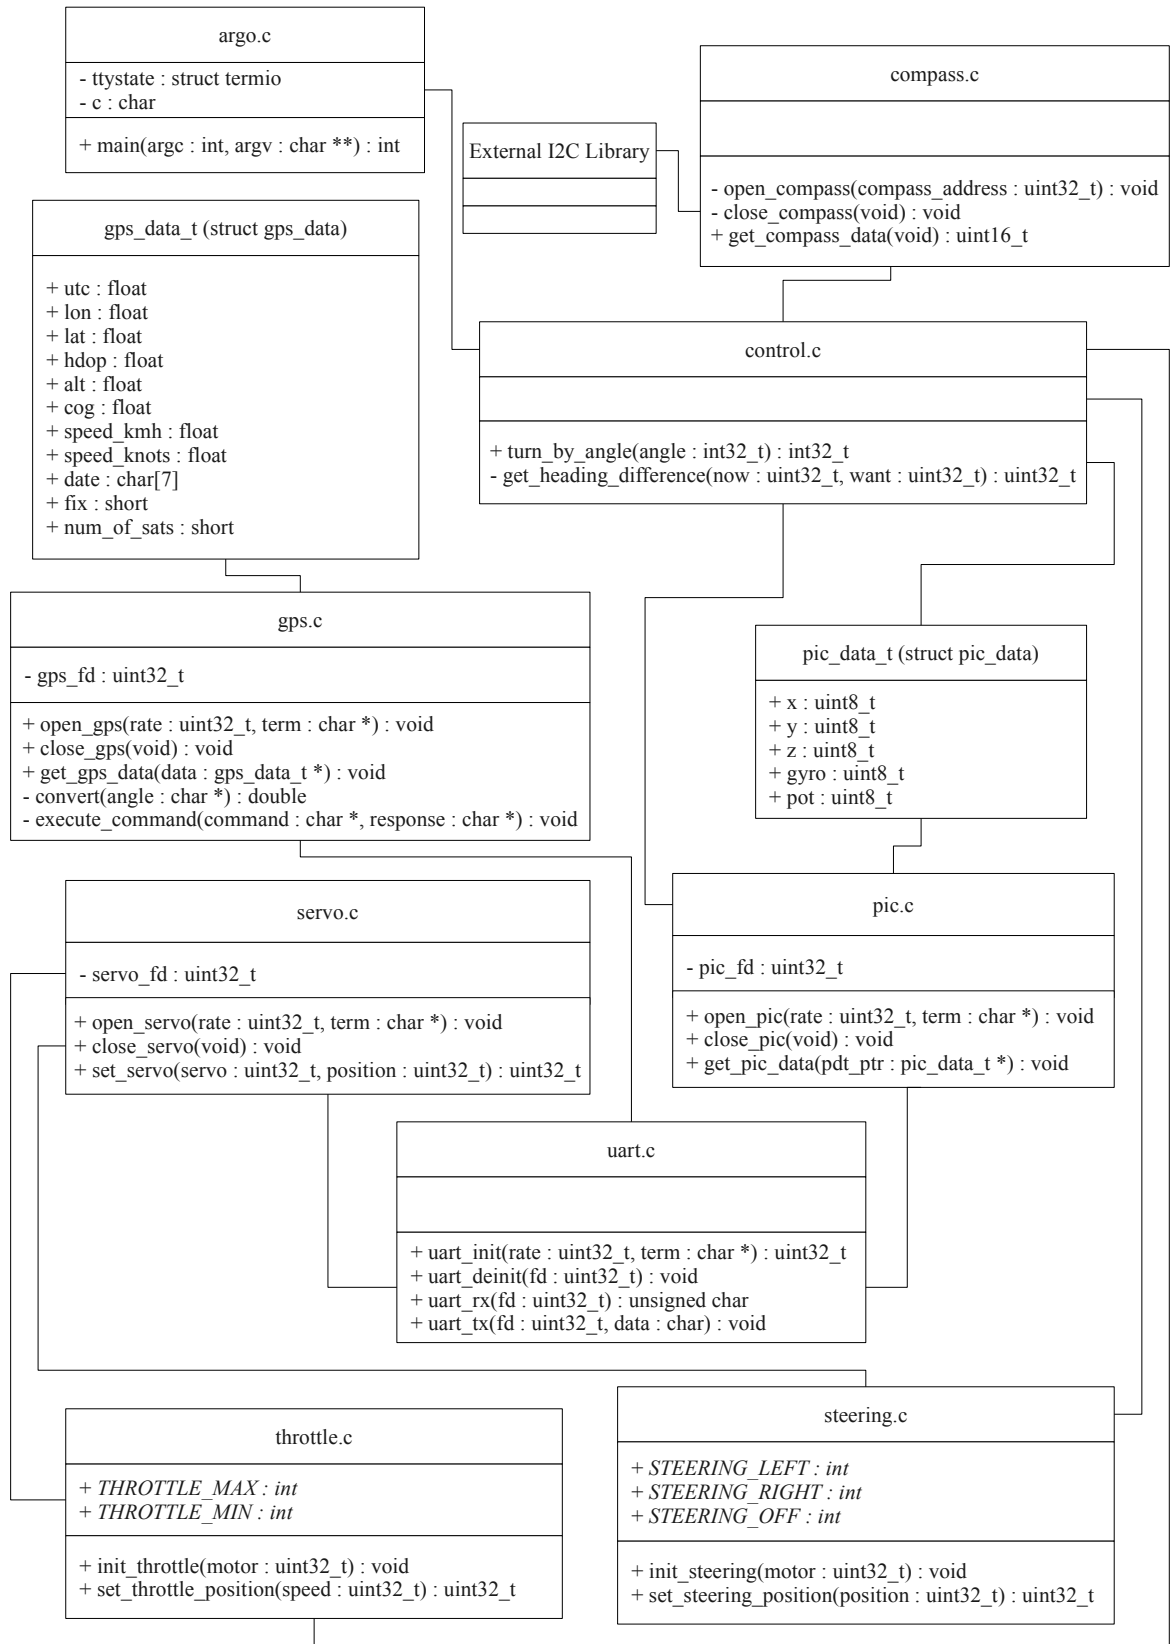 argo.c
- ttystate : struct termio
- c : char
+ main(argc : int, argv : char **) : int
compass.c
- open_compass(compass_address : uint32_t) : void
- close_compass(void) : void
+ get_compass_data(void) : uint16_t
External I2C Library
gps_data_t (struct gps_data)
+ utc : float
+ lon : float
+ lat : float
+ hdop : float
+ alt : float
+ cog : float
+ speed_kmh : float
+ speed_knots : float
+ date : char[7]
+ fix : short
+ num_of_sats : short
control.c
+ turn_by_angle(angle : int32_t) : int32_t
- get_heading_difference(now : uint32_t, want : uint32_t) : uint32_t
gps.c
- gps_fd : uint32_t
+ open_gps(rate : uint32_t, term : char *) : void
+ close_gps(void) : void
+ get_gps_data(data : gps_data_t *) : void
- convert(angle : char *) : double
- execute_command(command : char *, response : char *) : void
pic_data_t (struct pic_data)
+ x : uint8_t
+ y : uint8_t
+ z : uint8_t
+ gyro : uint8_t
+ pot : uint8_t
servo.c
- servo_fd : uint32_t
+ open_servo(rate : uint32_t, term : char *) : void
+ close_servo(void) : void
+ set_servo(servo : uint32_t, position : uint32_t) : uint32_t
pic.c
- pic_fd : uint32_t
+ open_pic(rate : uint32_t, term : char *) : void
+ close_pic(void) : void
+ get_pic_data(pdt_ptr : pic_data_t *) : void
uart.c
+ uart_init(rate : uint32_t, term : char *) : uint32_t
+ uart_deinit(fd : uint32_t) : void
+ uart_rx(fd : uint32_t) : unsigned char
+ uart_tx(fd : uint32_t, data : char) : void
throttle.c
+ THROTTLE_MAX : int
+ THROTTLE_MIN : int
+ init_throttle(motor : uint32_t) : void
+ set_throttle_position(speed : uint32_t) : uint32_t
steering.c
+ STEERING_LEFT : int
+ STEERING_RIGHT : int
+ STEERING_OFF : int
+ init_steering(motor : uint32_t) : void
+ set_steering_position(position : uint32_t) : uint32_t